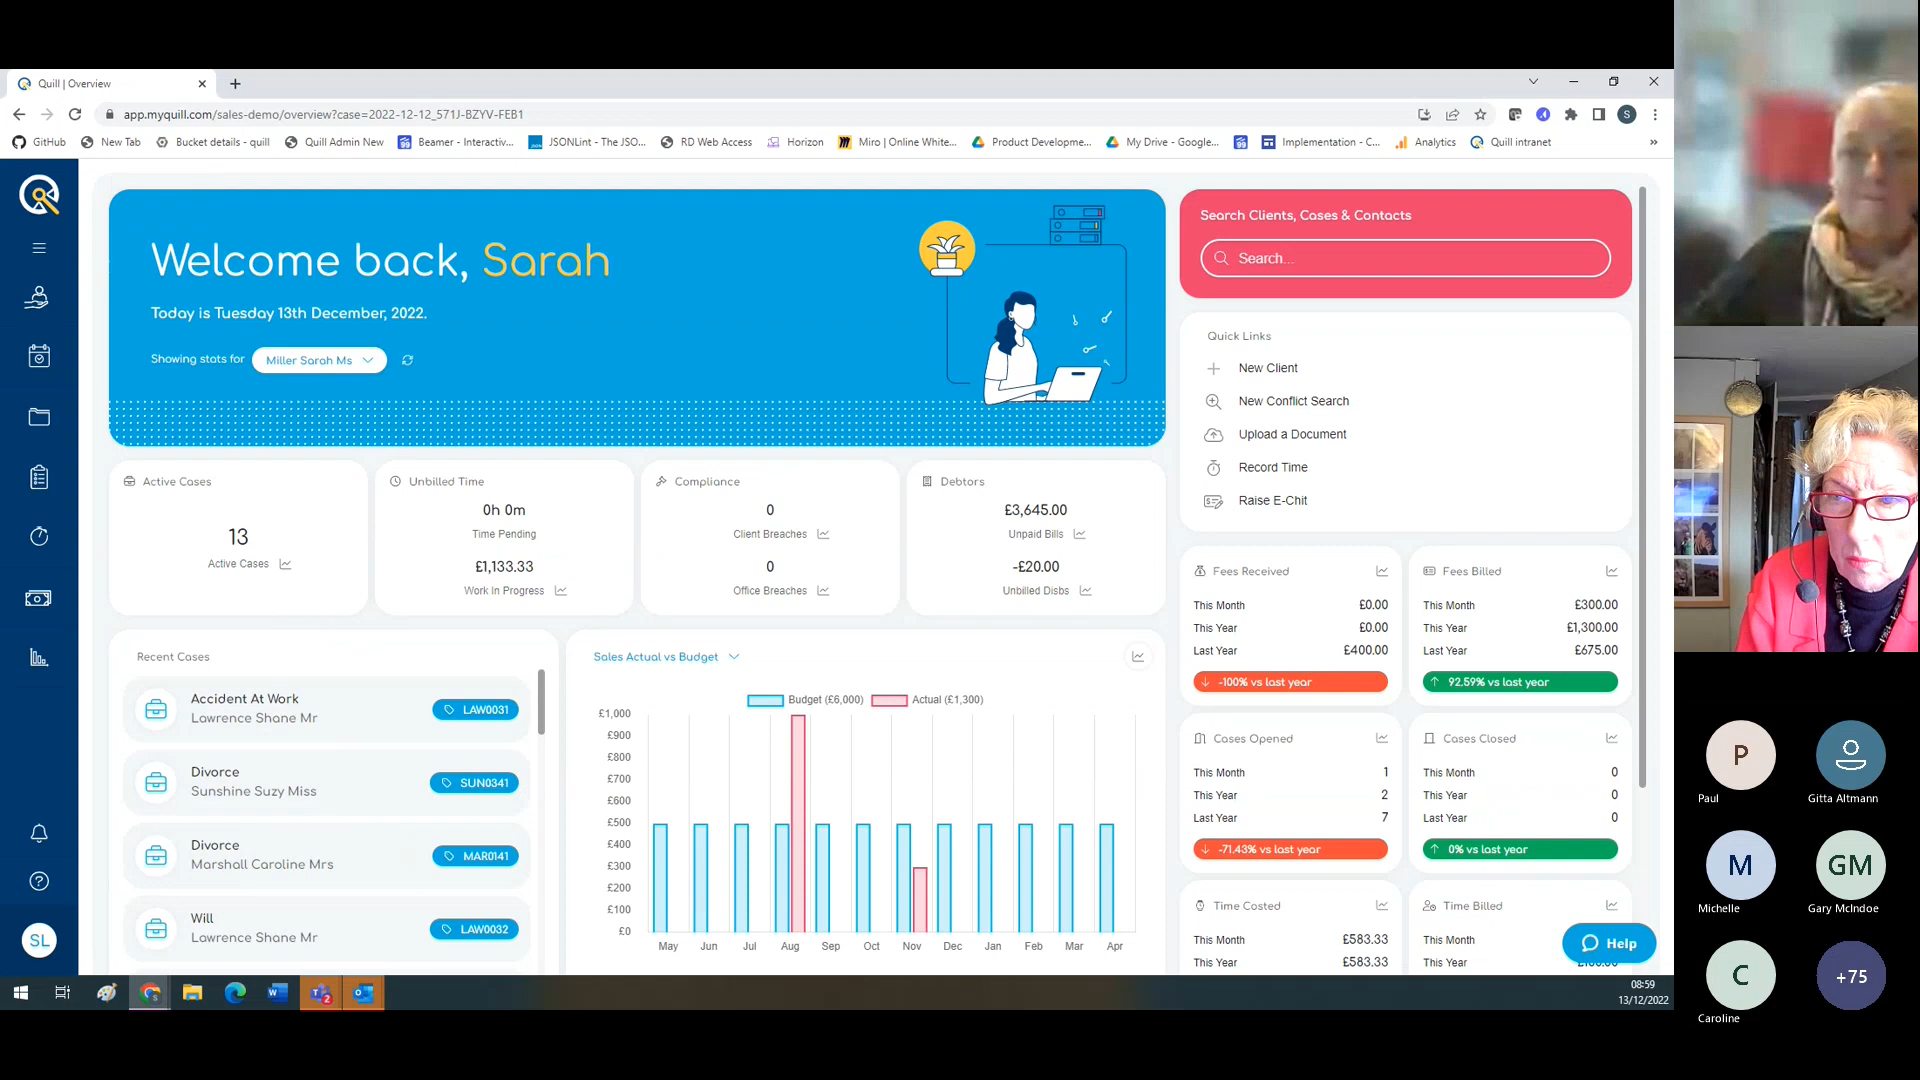 Quill | Overview
app.myquill.com/sales-demo/overview?case=2022-12-12_571J-BZYV-FEB1
S
GitHub
New Tab
Bucket details - quill
Quill Admin New
Beamer - Interactiv...
JSONLint - The JSO...
RD Web Access
Horizon
Miro | Online White...
Product Developme...
My Drive - Google...
Implementation - C...
Analytics
Quill intranet
»
Welcome back, Sarah
Today is Tuesday 13th December, 2022.
Showing stats for
Miller Sarah Ms
Search Clients, Cases & Contacts
Search...
Quick Links
New Client
New Conflict Search
Upload a Document
Record Time
Raise E-Chit
Active Cases
13
Active Cases
Unbilled Time
0h 0m
Time Pending
£1,133.33
Work In Progress
Compliance
0
Client Breaches
0
Office Breaches
Debtors
£3,645.00
Unpaid Bills
-£20.00
Unbilled Disbs
Fees Received
This Month £0.00
This Year £0.00
Last Year £400.00
-100% vs last year
Fees Billed
This Month £300.00
This Year £1,300.00
Last Year £675.00
92.59% vs last year
Recent Cases
Accident At Work
Lawrence Shane Mr
LAW0031
Divorce
Sunshine Suzy Miss
SUN0341
Divorce
Marshall Caroline Mrs
MAR0141
Will
Lawrence Shane Mr
LAW0032
Sales Actual vs Budget
Budget (£6,000) Actual (£1,300)
£1,000
£900
£800
£700
£600
£500
£400
£300
£200
£100
£0
May Jun Jul Aug Sep Oct Nov Dec Jan Feb Mar Apr
Cases Opened
This Month 1
This Year 2
Last Year 7
-71.43% vs last year
Cases Closed
This Month 0
This Year 0
Last Year 0
0% vs last year
Time Costed
This Month £583.33
This Year £583.33
Time Billed
This Month
This Year
Help
SL
2
08:59
13/12/2022
P
Paul
Gitta Altmann
M
Michelle
GM
Gary McIndoe
C
Caroline
+75